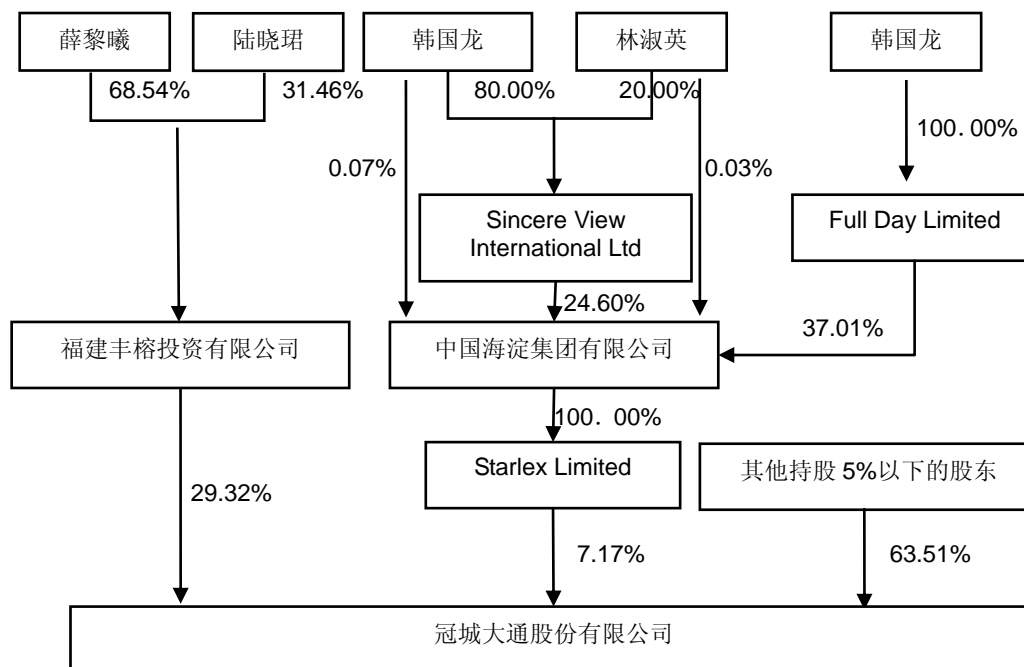 薛黎曦
陆晓珺
韩国龙
林淑英
韩国龙
68.54%
31.46%
80.00%
20.00%
100.00%
0.07%
0.03%
Sincere View
International Ltd
Full Day Limited
24.60%
37.01%
福建丰榕投资有限公司
中国海淀集团有限公司
100.00%
Starlex Limited
其他持股 5%以下的股东
29.32%
7.17%
63.51%
冠城大通股份有限公司